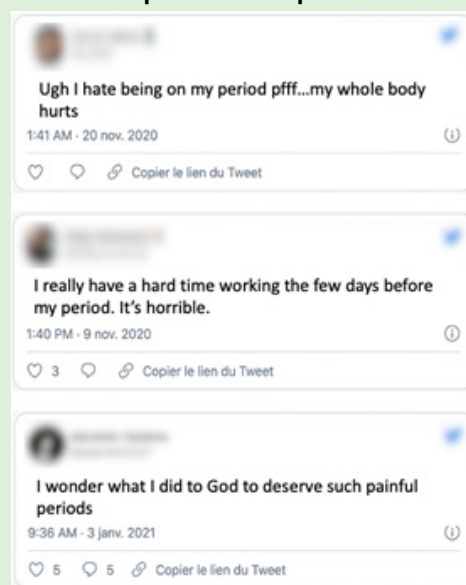 Ugh I hate being on my period pfff...my whole body
hurts
1:41 AM - 20 nov. 2020
Copier le lien du Tweet
I really have a hard time working the few days before
my period. It's horrible.
1:40 PM - 9 nov. 2020
3 Copier le lien du Tweet
I wonder what I did to God to deserve such painful
periods
9:36 AM - 3 janv. 2021
5 5 Copier le lien du Tweet